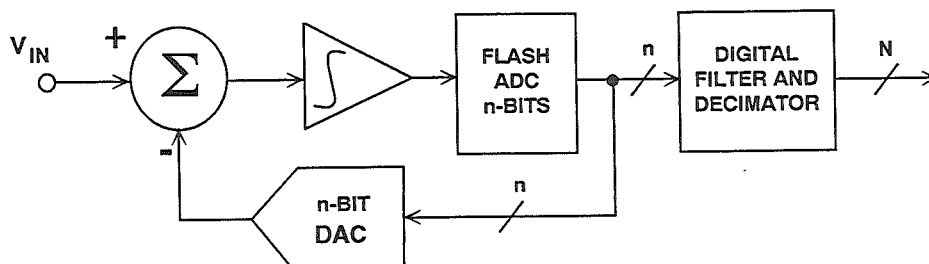 V IN
+
Σ
-
∫
FLASH
ADC
n-BITS
n
DIGITAL
FILTER AND
DECIMATOR
N
n-BIT
DAC
n